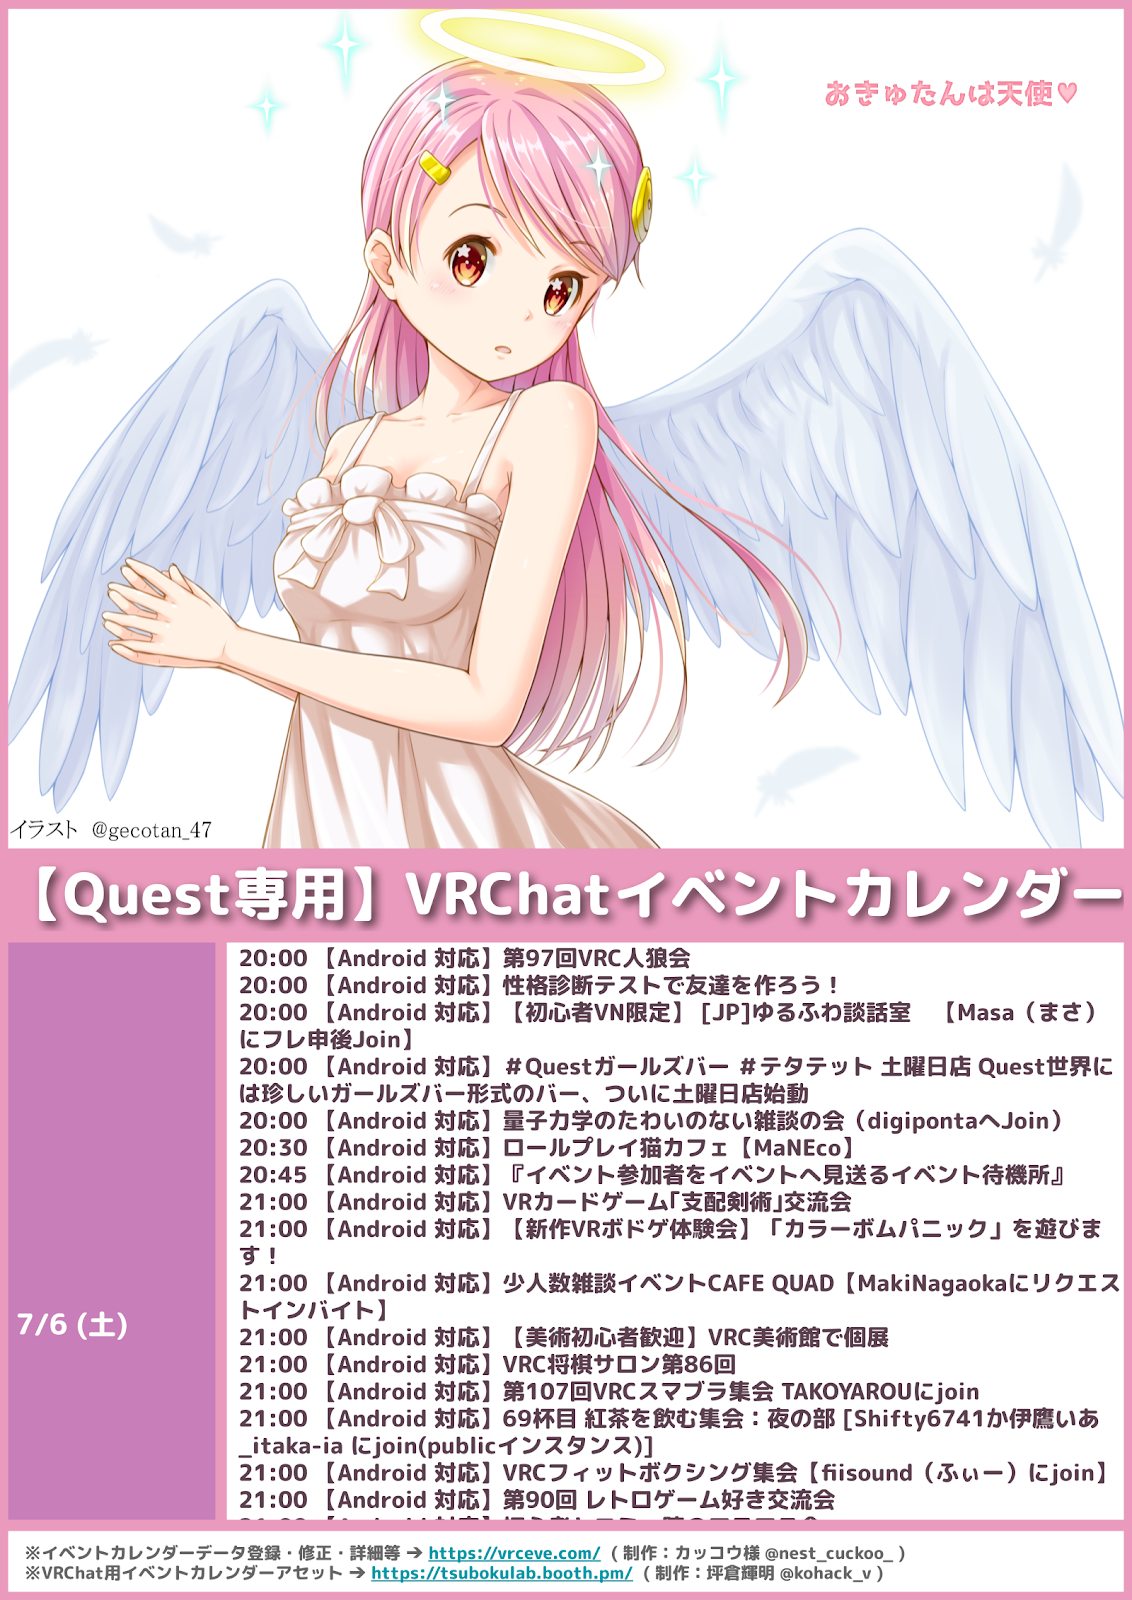 おきゅたんは天使♥
イラスト @gecotan_47
【Quest専用】VRChatイベントカレンダー
7/6 (土)
20:00 【Android 対応】第97回VRC人狼会
20:00 【Android 対応】性格診断テストで友達を作ろう！
20:00 【Android 対応】【初心者VN限定】[JP]ゆるふわ談話室　【Masa（まさ）
にフレ申後Join】
20:00 【Android 対応】＃Questガールズバー ＃テタテット 土曜日店 Quest世界に
は珍しいガールズバー形式のバー、ついに土曜日店始動
20:00 【Android 対応】量子力学のたわいのない雑談の会（digipontaへJoin）
20:30 【Android 対応】ロールプレイ猫カフェ【MaNEco】
20:45 【Android 対応】『イベント参加者をイベントへ見送るイベント待機所』
21:00 【Android 対応】VRカードゲーム｢支配剣術｣交流会
21:00 【Android 対応】【新作VRボドゲ体験会】「カラーボムパニック」を遊びま
す！
21:00 【Android 対応】少人数雑談イベントCAFE QUAD【MakiNagaokaにリクエス
トインバイト】
21:00 【Android 対応】【美術初心者歓迎】VRC美術館で個展
21:00 【Android 対応】VRC将棋サロン第86回
21:00 【Android 対応】第107回VRCスマブラ集会 TAKOYAROUにjoin
21:00 【Android 対応】69杯目 紅茶を飲む集会：夜の部 [Shifty6741か伊鷹いあ
_itaka-ia にjoin(publicインスタンス)]
21:00 【Android 対応】VRCフィットボクシング集会【fiisound（ふぃー）にjoin】
21:00 【Android 対応】第90回 レトロゲーム好き交流会
※イベントカレンダーデータ登録・修正・詳細等 → https://vrceve.com/ （ 制作：カッコウ様 @nest_cuckoo_ ）
※VRChat用イベントカレンダーアセット → https://tsubokulab.booth.pm/ （ 制作：坪倉輝明 @kohack_v ）